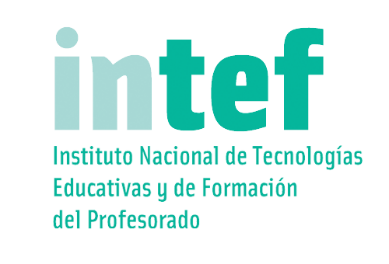 intef
Instituto Nacional de Tecnologías
Educativas y de Formación
del Profesorado